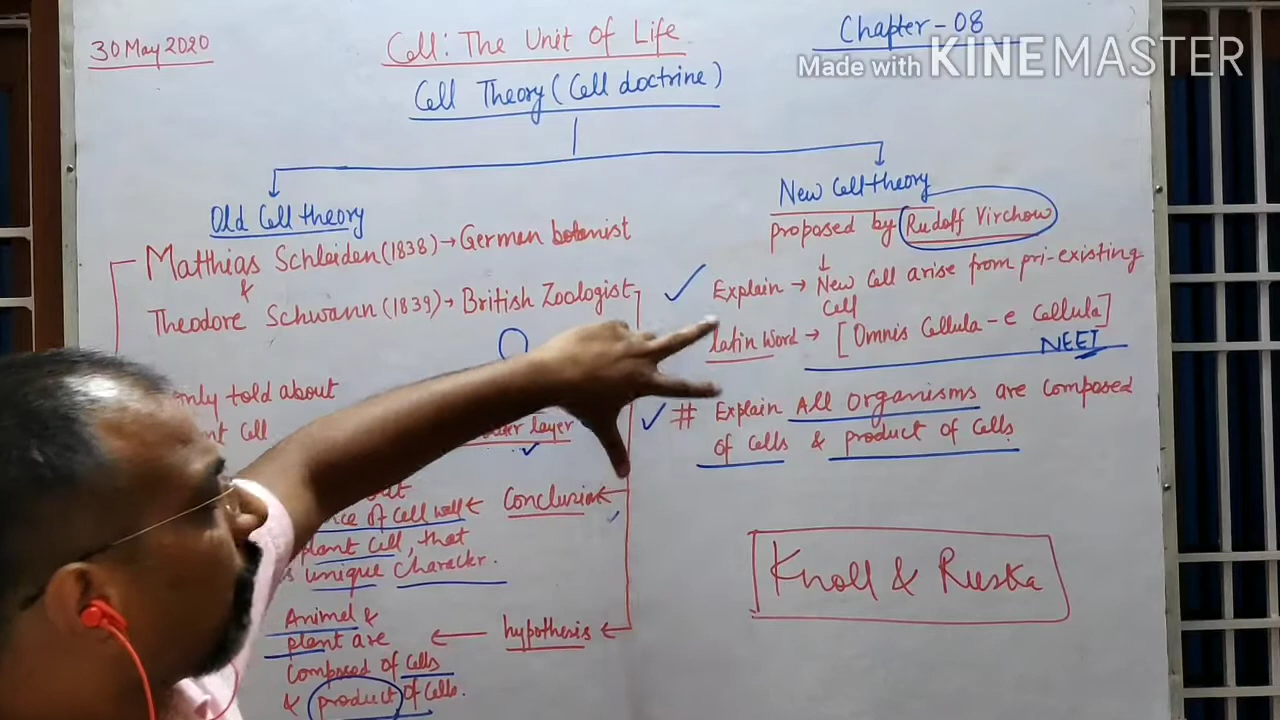 30 May 2020
Cell: The Unit of Life
Chapter-08
Made with KINEMASTER
Cell Theory (Cell doctrine)
Old Cell theory
Matthias Schleiden (1838) → German botanist
&
Theodore Schwann (1839) → British Zoologist
only told about
Cell
layer
Conclusion
of Cell wall
plant Cell, that
unique Character.
hypothesis
Animal &
plant are
Composed of cells
& product of Cells.
New Cell theory
proposed by Rudolf Virchow
Explain → New Cell arise from pri-existing
Cell
latin word → [Omnis Cellula-e Cellula]
NEET
# Explain All organisms are composed
of cells & product of Cells
Knoll & Ruska